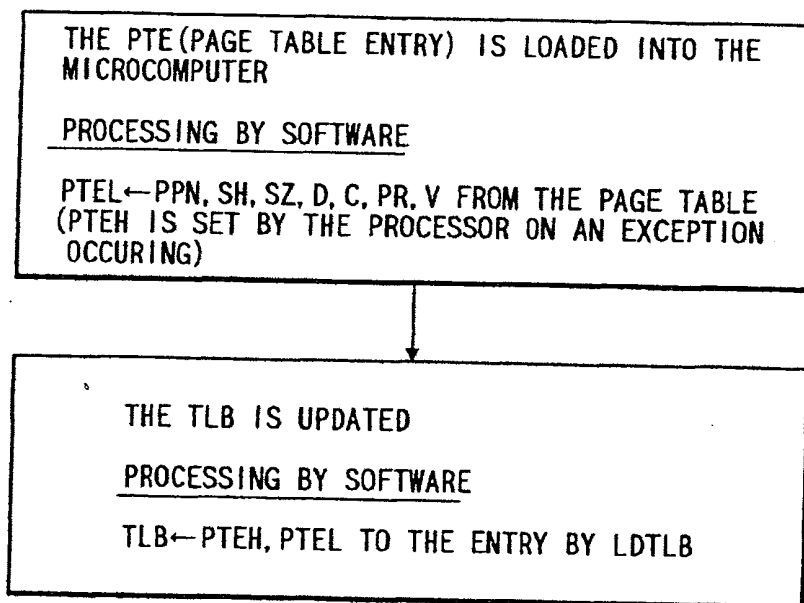 THE PTE(PAGE TABLE ENTRY) IS LOADED INTO THE
MICROCOMPUTER
PROCESSING BY SOFTWARE
PTEL←PPN, SH, SZ, D, C, PR, V FROM THE PAGE TABLE
(PTEH IS SET BY THE PROCESSOR ON AN EXCEPTION
OCCURING)
THE TLB IS UPDATED
PROCESSING BY SOFTWARE
TLB←PTEH, PTEL TO THE ENTRY BY LDTLB